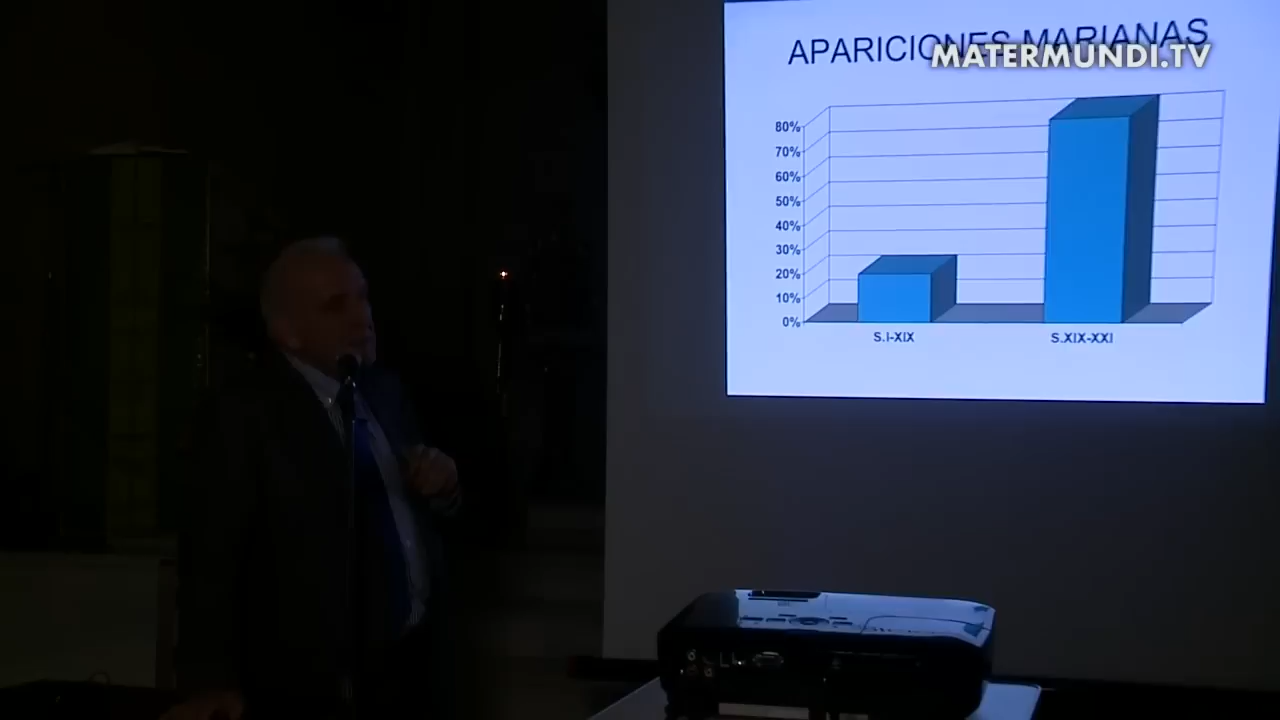 APARICIONES MARIANAS
MATERMUNDI.TV
80%
70%
60%
50%
40%
30%
20%
10%
0%
S.I-XIX
S.XIX-XXI